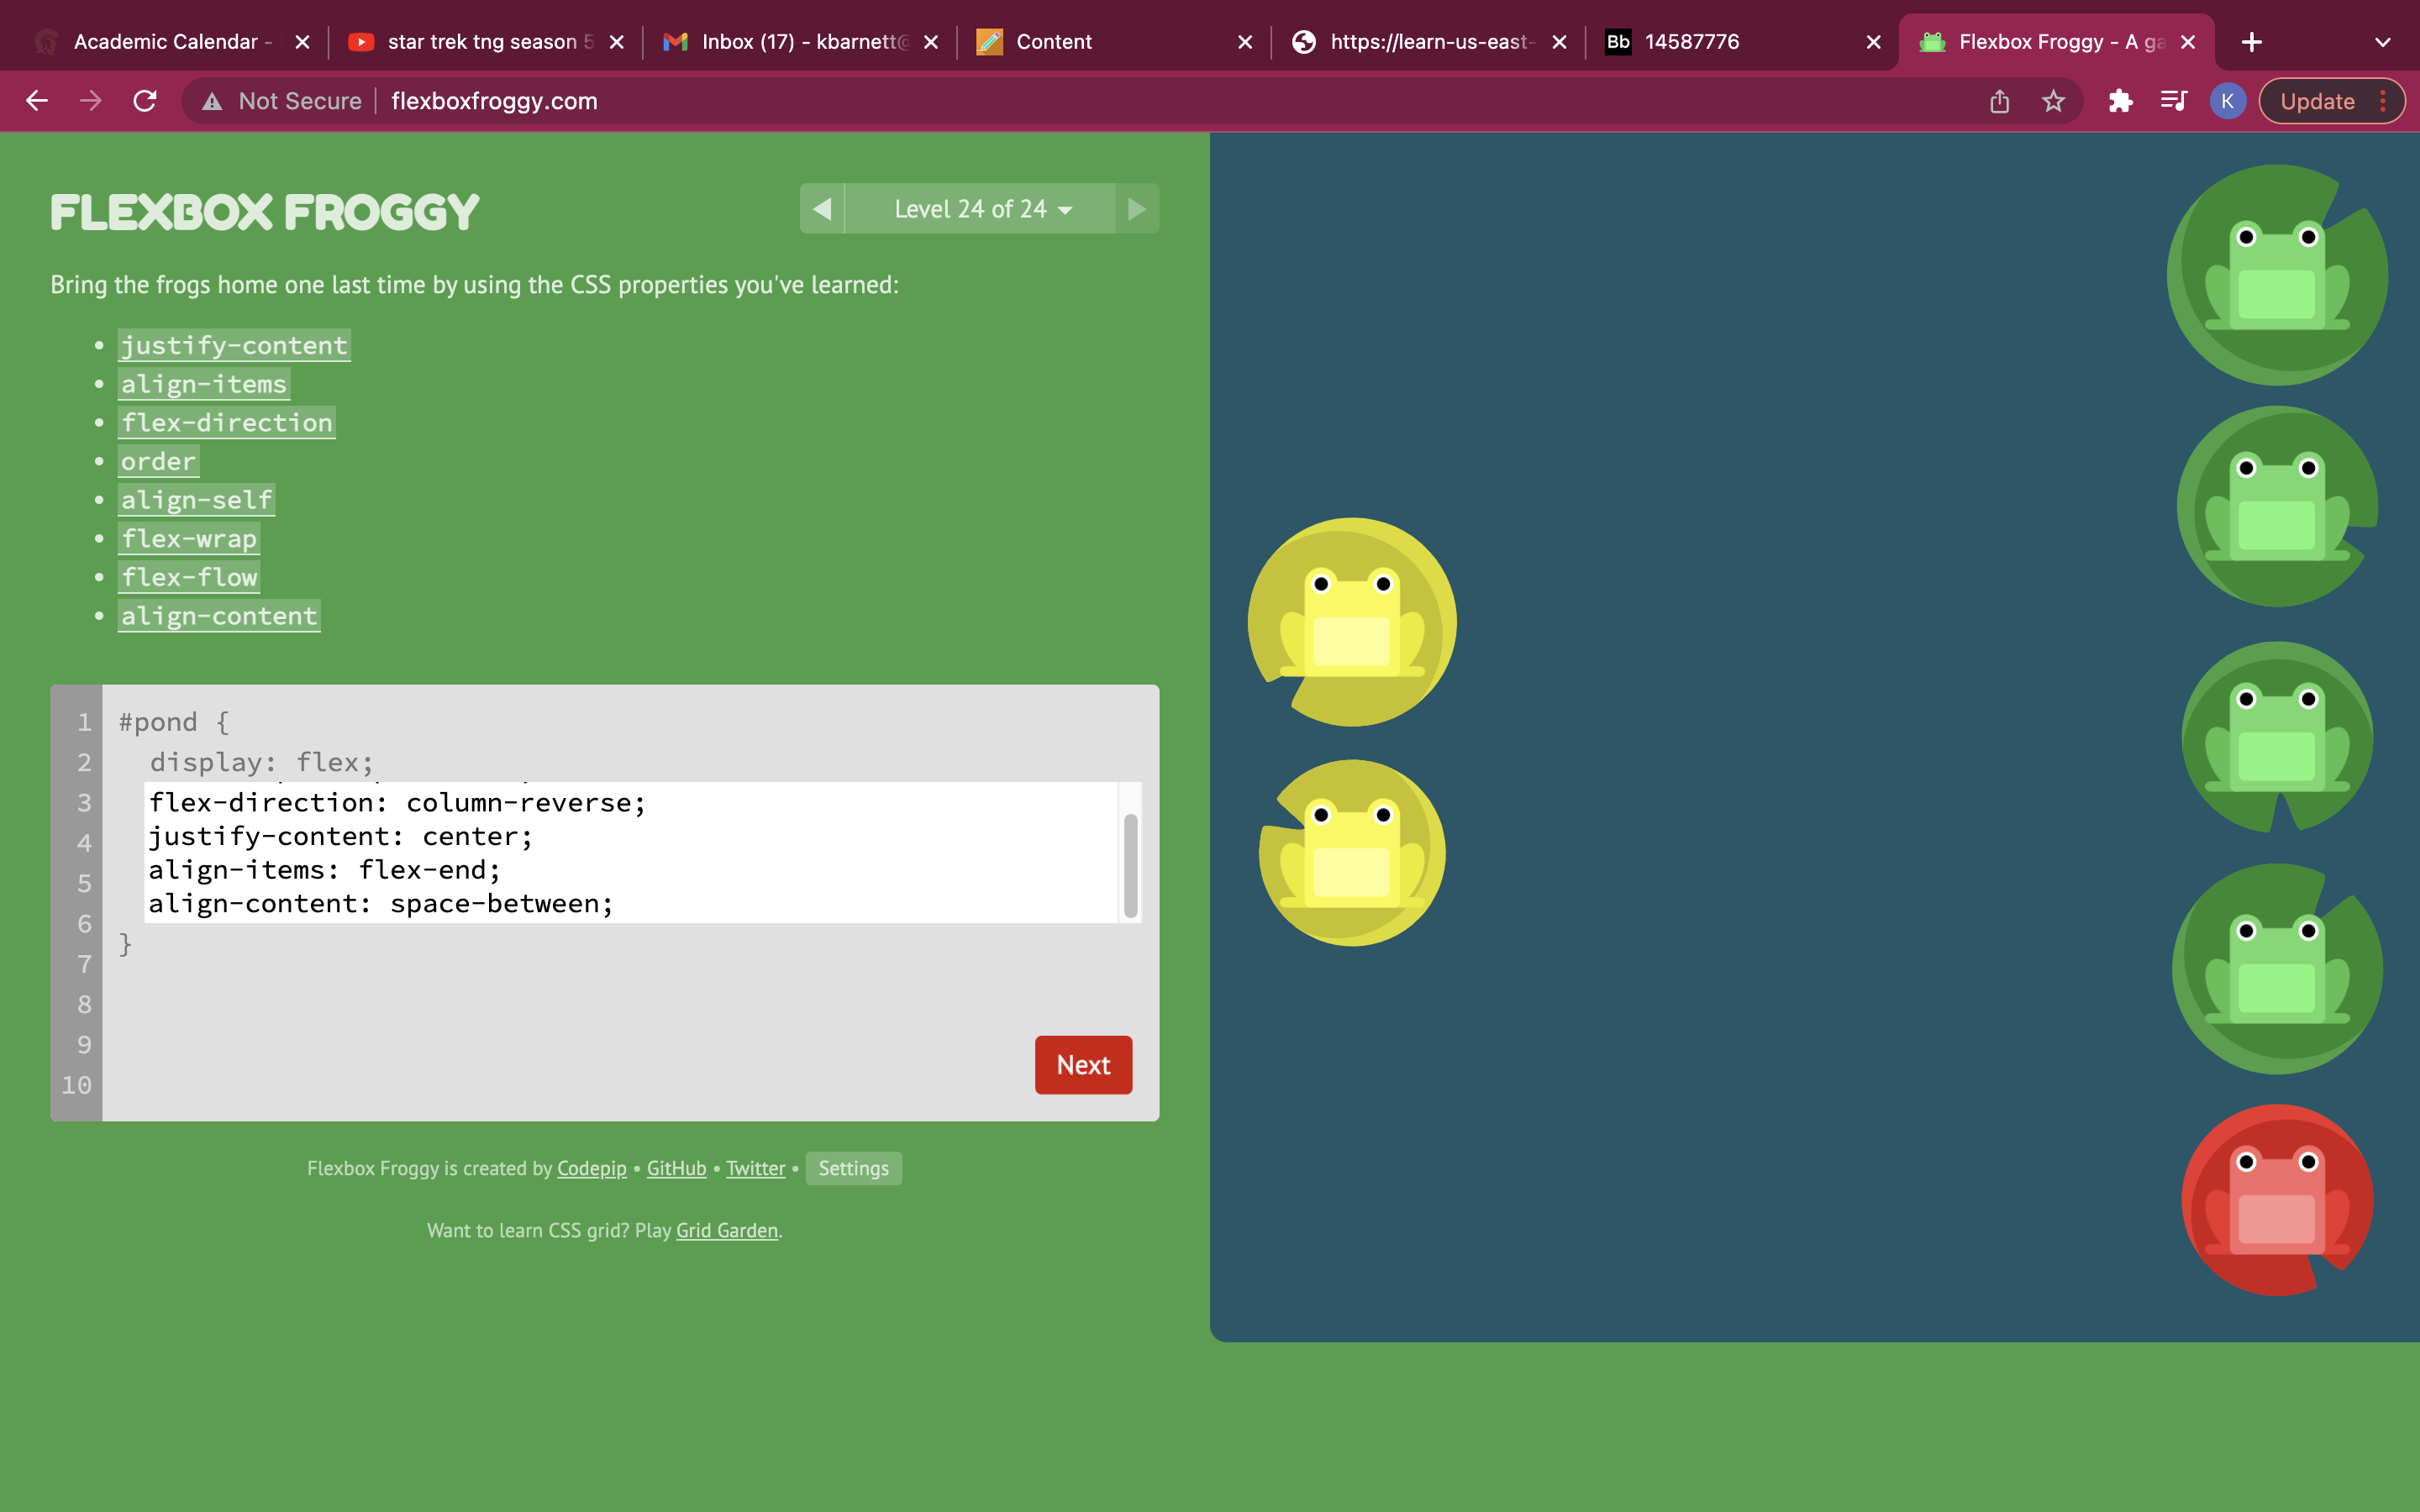 Academic Calendar -
star trek tng season 5
Inbox (17) - kbarnett@
Content
https://learn-us-east-
Bb 14587776
Flexbox Froggy - A ga
Not Secure
flexboxfroggy.com
K
Update
FLEXBOX FROGGY
Level 24 of 24
Bring the frogs home one last time by using the CSS properties you've learned:
justify-content
align-items
flex-direction
order
align-self
flex-wrap
flex-flow
align-content
1 #pond {
2 display: flex;
3 flex-direction: column-reverse;
4 justify-content: center;
5 align-items: flex-end;
6 align-content: space-between;
}
7
8
9
10
Next
Flexbox Froggy is created by Codepip • GitHub • Twitter • Settings
Want to learn CSS grid? Play Grid Garden.